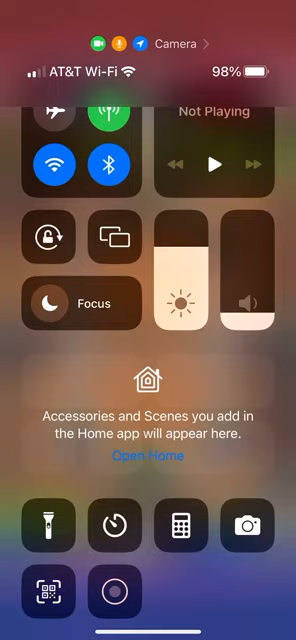 Camera
AT&T Wi-Fi 98%
Not Playing
Focus
Accessories and Scenes you add in
the Home app will appear here.
Open Home